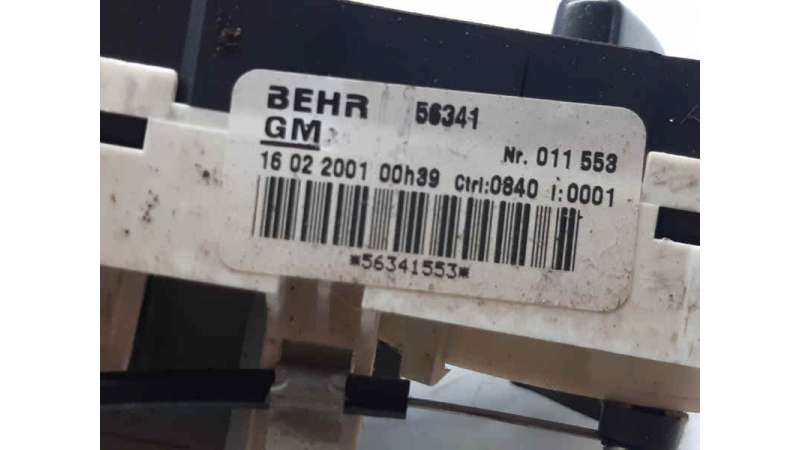 BEHR 56341
GM
Nr. 011 553
16 02 2001 00h39 Ctrl:0840 I:0001
*56341553*